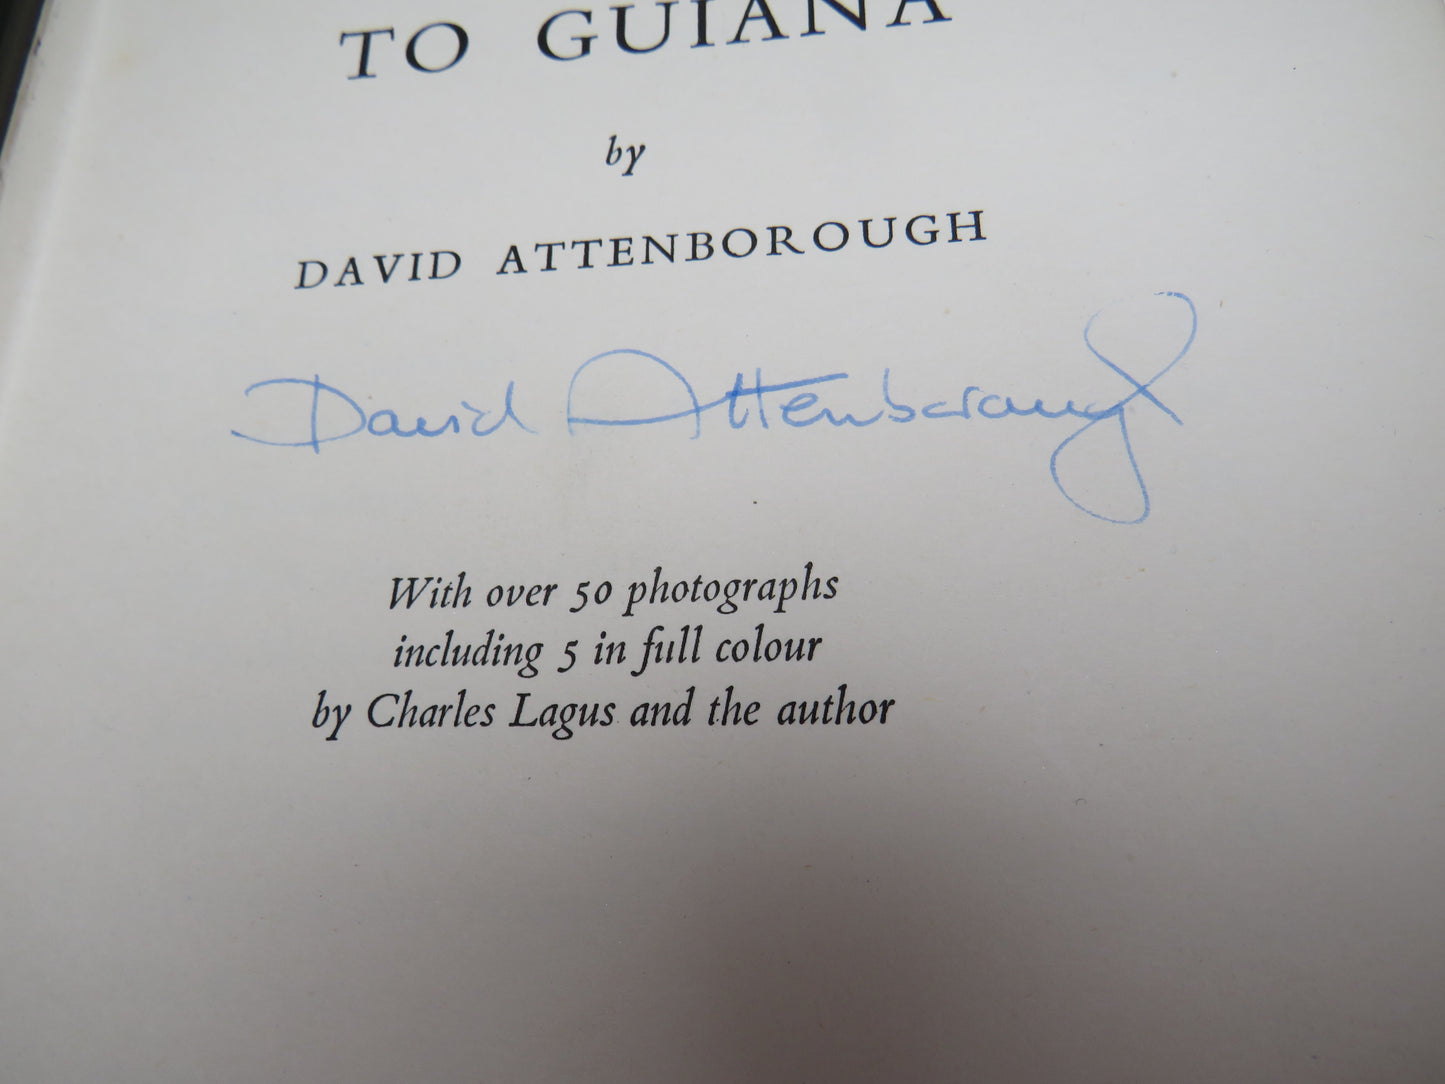 TO GUIANA
by
DAVID ATTENBOROUGH
David Attenborough
With over 50 photographs
including 5 in full colour
by Charles Lagus and the author